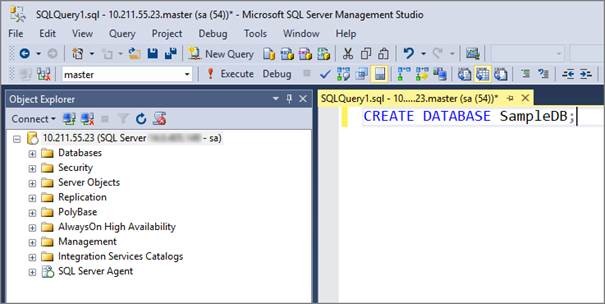 SQLQuery1.sql - 10.211.55.23.master (sa (54))* - Microsoft SQL Server Management Studio
File Edit View Query Project Debug Tools Window Help
New Query
master Execute Debug
Object Explorer
SQLQuery1.sql - 10.....23.master (sa (54))*
Connect
CREATE DATABASE SampleDB;
10.211.55.23 (SQL Server - sa)
Databases
Security
Server Objects
Replication
PolyBase
AlwaysOn High Availability
Management
Integration Services Catalogs
SQL Server Agent